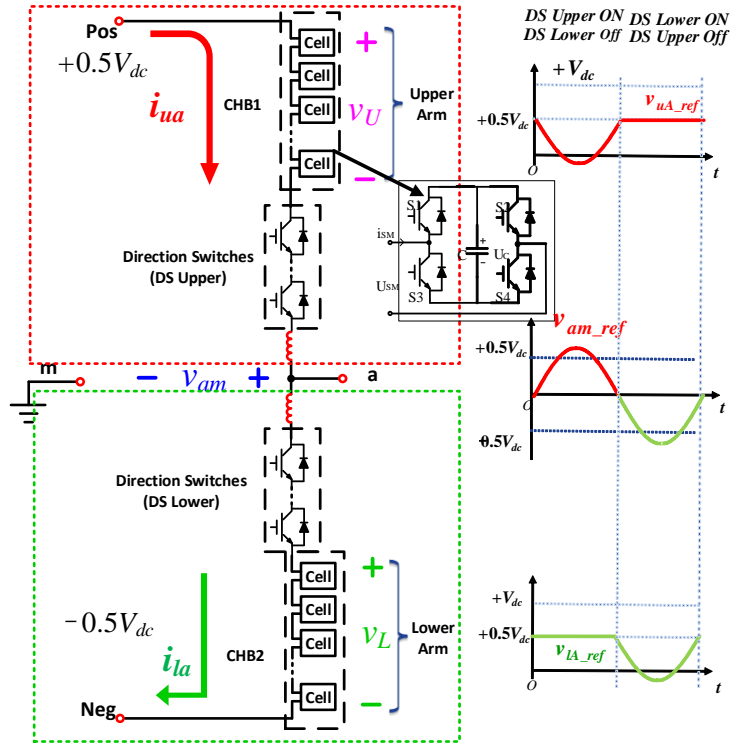 DS Upper ON DS Lower ON
DS Lower Off DS Upper Off
Pos
+0.5Vdc
iua
CHB1
Cell
Cell
Cell
Cell
+
vU
−
Upper
Arm
+Vdc
+0.5Vdc
vuA_ref
O
t
Direction Switches
(DS Upper)
S1
S2
iSM
C
+
-
UC
USM
S3
S4
vam_ref
+0.5Vdc
O
t
-0.5Vdc
m
− vam +
a
Direction Switches
(DS Lower)
−0.5Vdc
ila
CHB2
Neg
Cell
Cell
Cell
Cell
+
vL
−
Lower
Arm
+Vdc
+0.5Vdc
vlA_ref
O
t